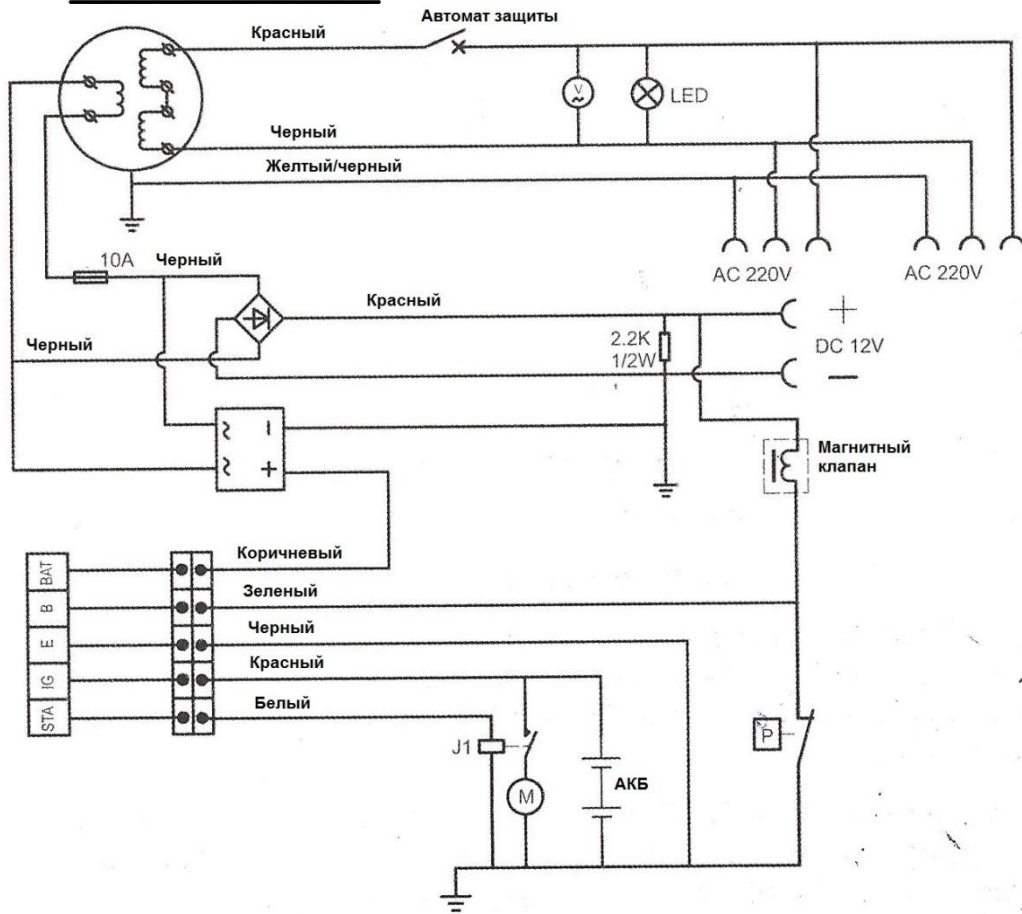 Автомат защиты
Красный
V
LED
Черный
Желтый/черный
AC 220V
AC 220V
10A
Черный
Красный
+
DC 12V
−
2.2K
1/2W
Черный
~ −
~ +
Магнитный
клапан
Коричневый
BAT
Зеленый
B
Черный
E
Красный
IG
Белый
STA
J1
M
АКБ
P